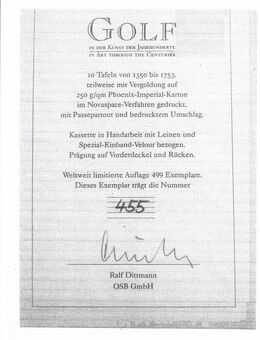 GOLF
IN DER KUNST DER JAHRHUNDERTE
IN ART THROUGH THE CENTURIES
10 Tafeln von 1350 bis 1753,
teilweise mit Vergoldung auf
250 g/qm Phoenix-Imperial-Karton
im Novaspace-Verfahren gedruckt,
mit Passepartout und bedrucktem Umschlag.
Kassette in Handarbeit mit Leinen und
Spezial-Einband-Velour bezogen.
Prägung auf Vorderdeckel und Rücken.
Weltweit limitierte Auflage 499 Exemplare.
Dieses Exemplar trägt die Nummer
455
Ralf Dittmann
OSB GmbH